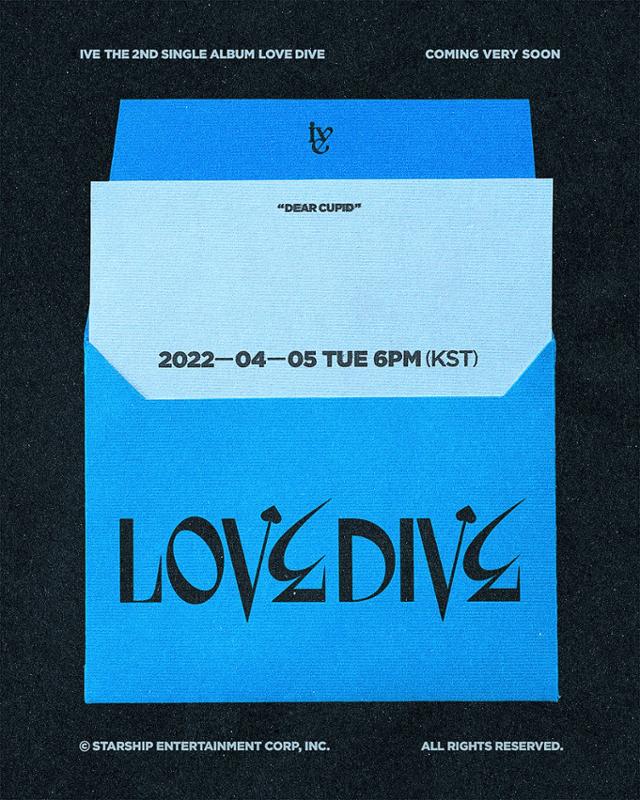 IVE THE 2ND SINGLE ALBUM LOVE DIVE COMING VERY SOON
ive
“DEAR CUPID”
2022—04—05 TUE 6PM (KST)
LOVE DIVE
© STARSHIP ENTERTAINMENT CORP, INC. ALL RIGHTS RESERVED.